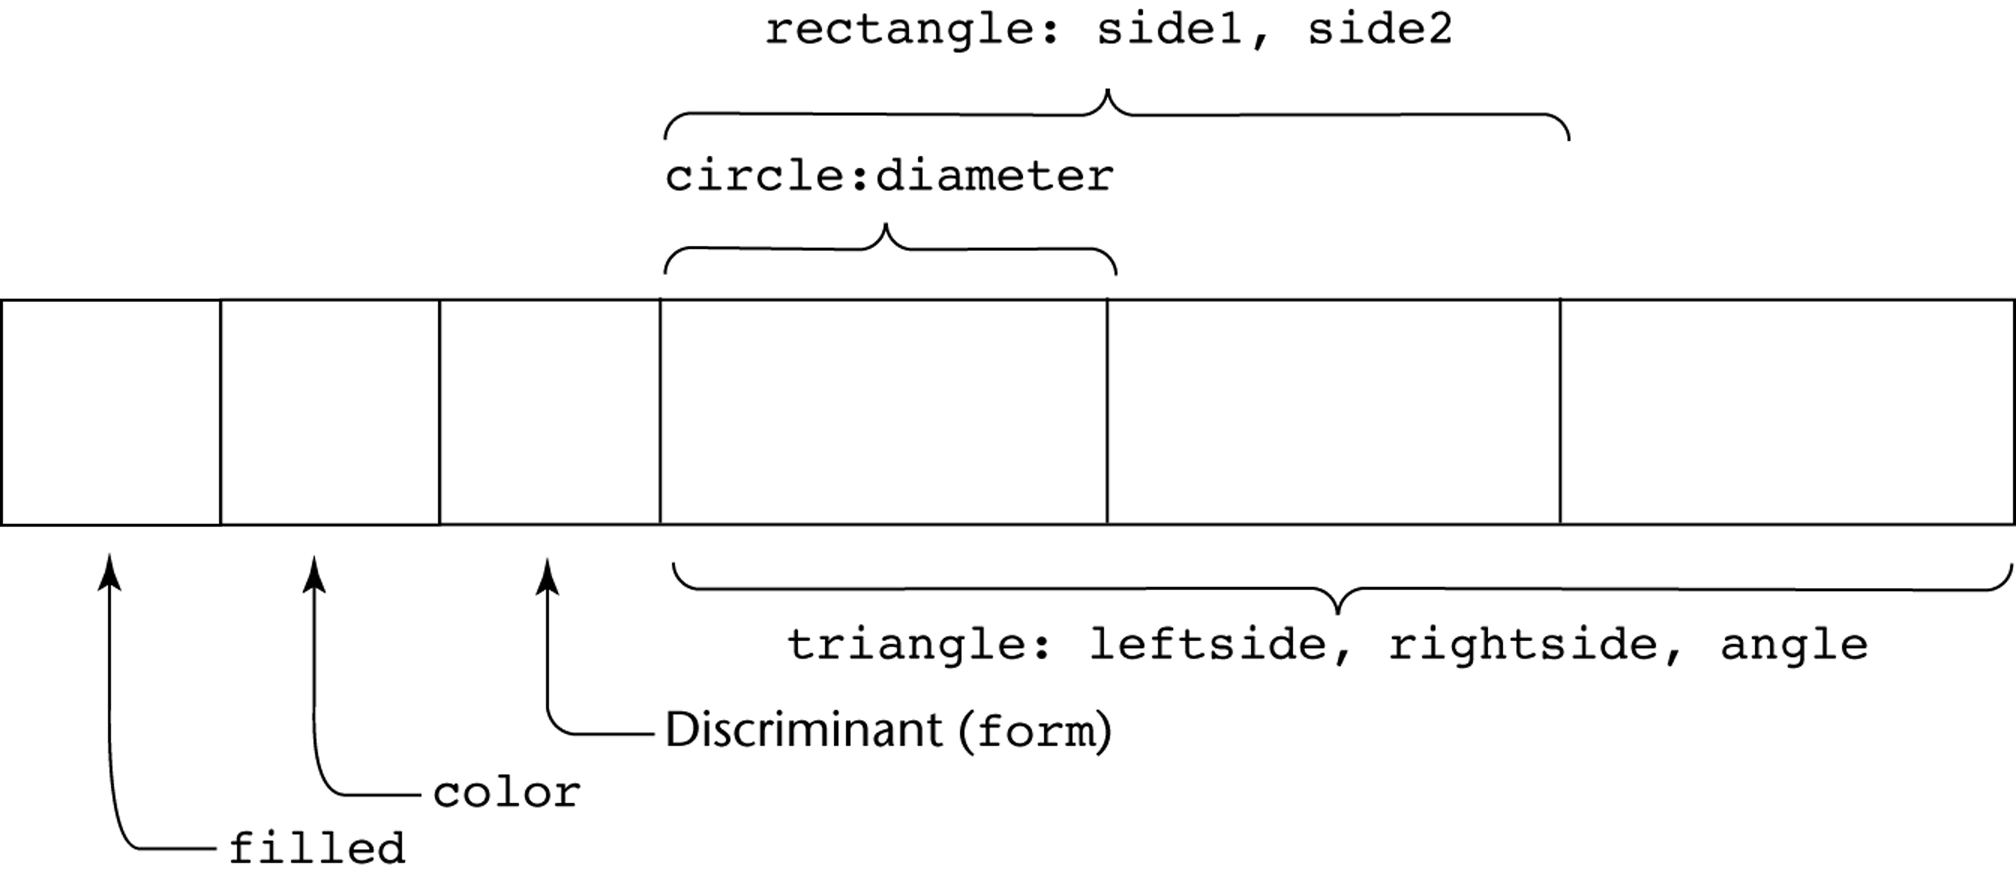 rectangle: side1, side2
circle:diameter
triangle: leftside, rightside, angle
Discriminant (form)
color
filled